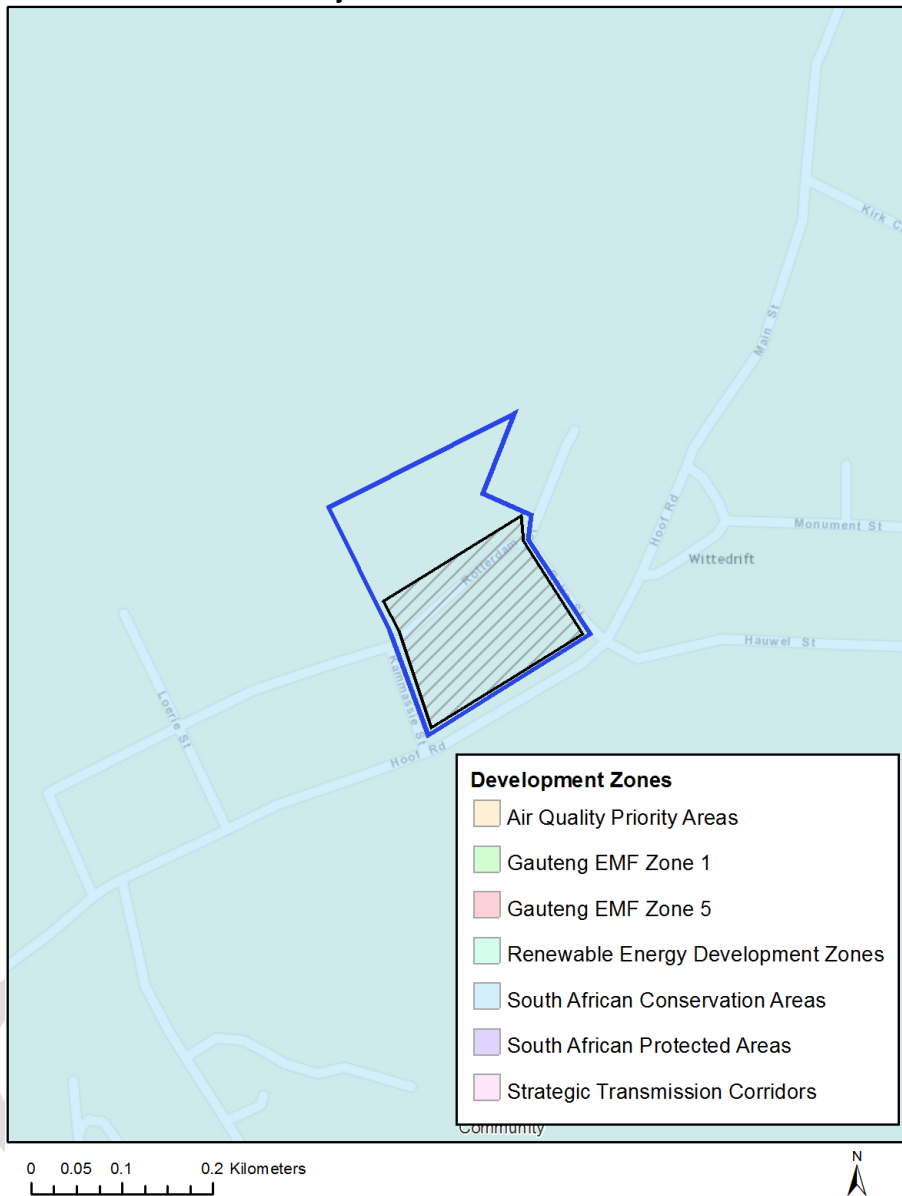 Kirk
Main St
Hoof Rd
Monument St
Wittedrift
Rotterdam
Hauwel St
Kammassie St
Loerie St
Hoof Rd
Development Zones
Air Quality Priority Areas
Gauteng EMF Zone 1
Gauteng EMF Zone 5
Renewable Energy Development Zones
South African Conservation Areas
South African Protected Areas
Strategic Transmission Corridors
Community
0 0.05 0.1 0.2 Kilometers
N